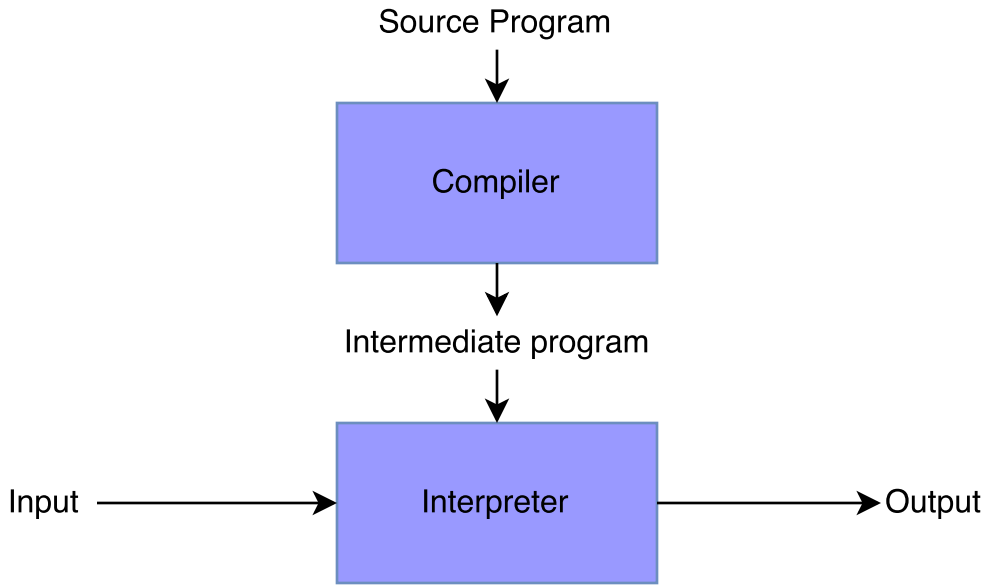 Source Program
Compiler
Intermediate program
Input
Interpreter
Output